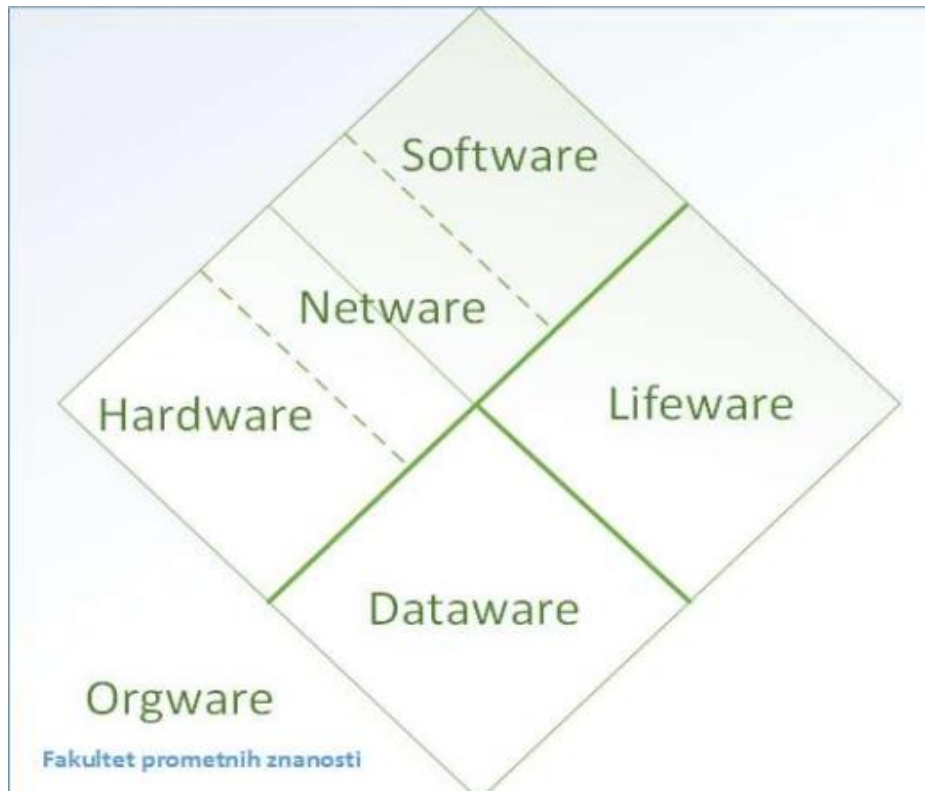 Software
Netware
Hardware
Lifeware
Dataware
Orgware
Fakultet prometnih znanosti